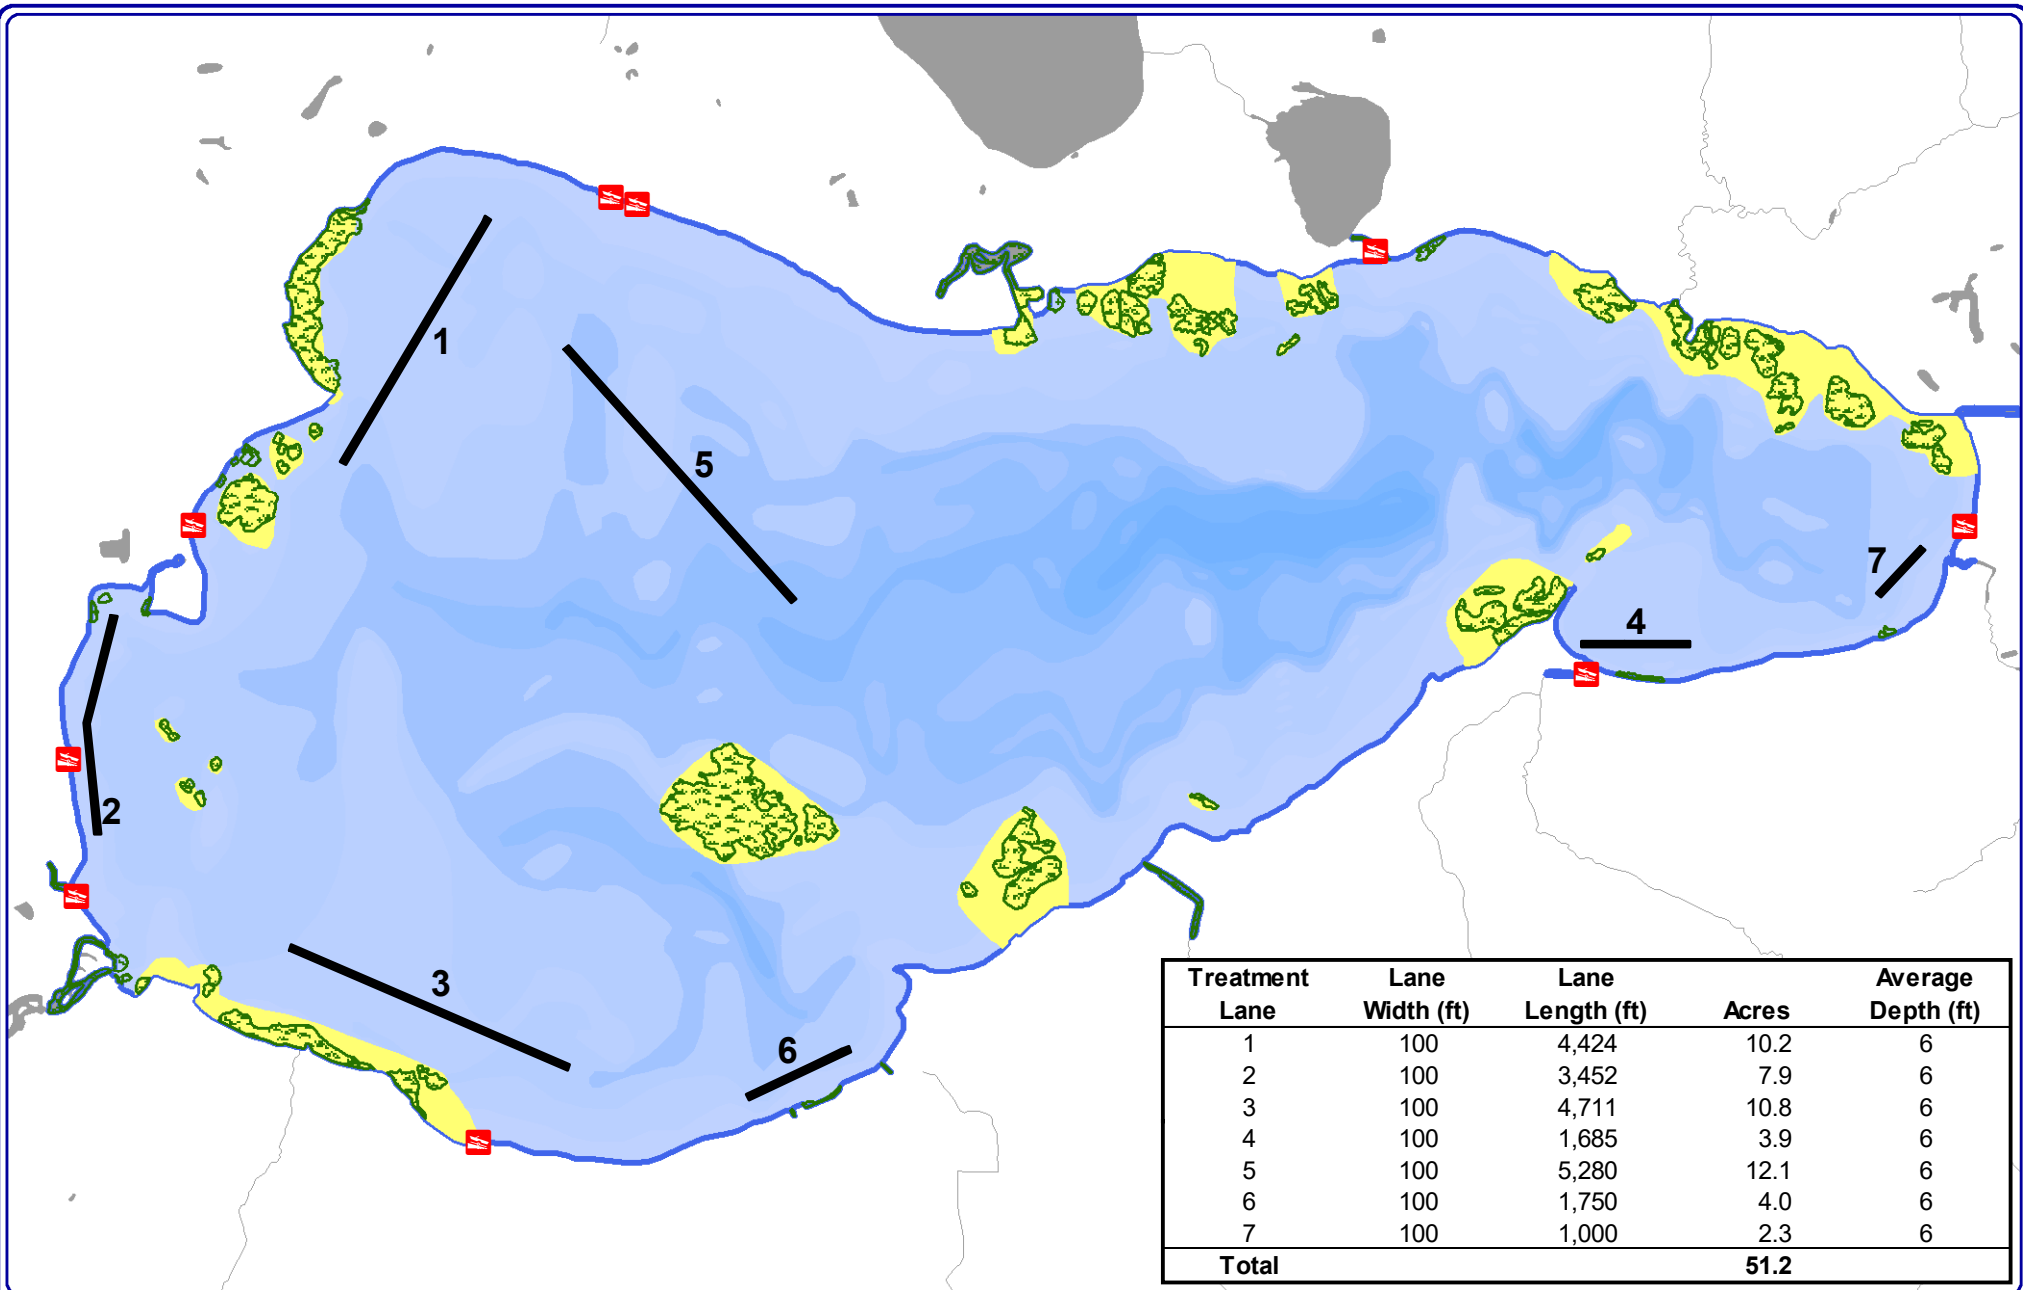 1
5
7
4
2
3
6
Treatment Lane Lane Average
Lane Width (ft) Length (ft) Acres Depth (ft)
1 100 4,424 10.2 6
2 100 3,452 7.9 6
3 100 4,711 10.8 6
4 100 1,685 3.9 6
5 100 5,280 12.1 6
6 100 1,750 4.0 6
7 100 1,000 2.3 6
Total 51.2